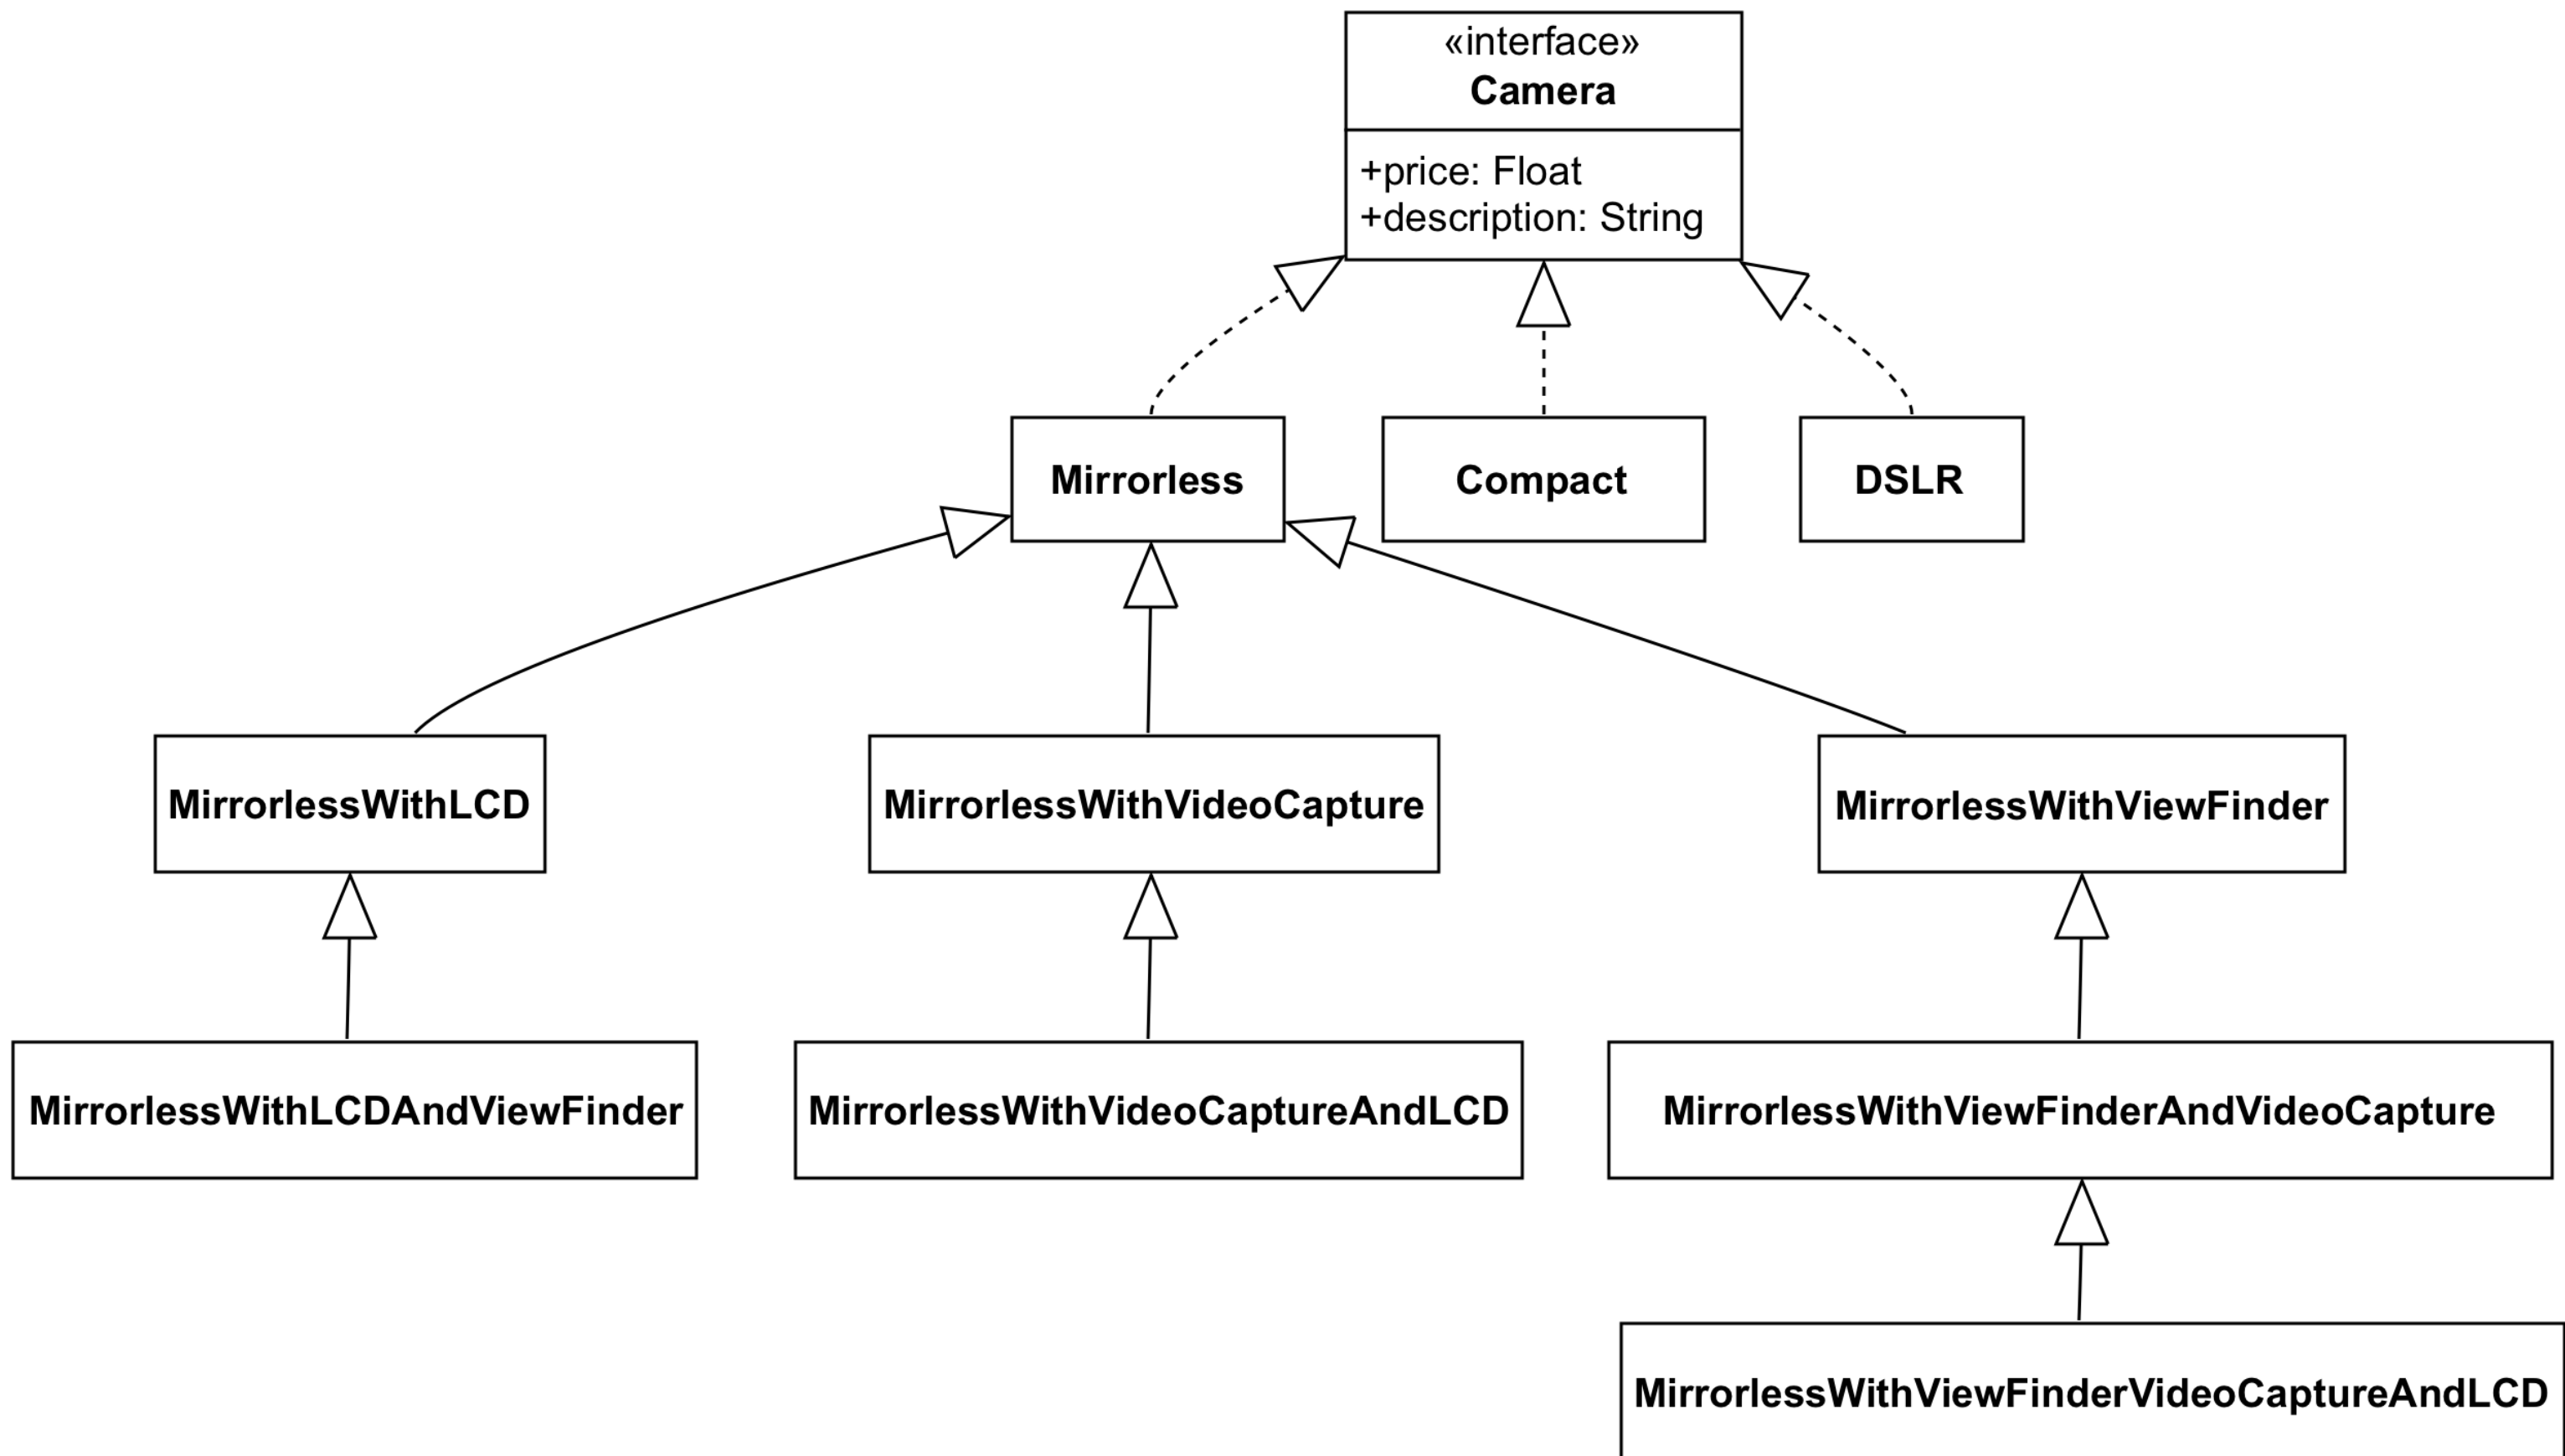 «interface»
Camera
+price: Float
+description: String
Mirrorless
Compact
DSLR
MirrorlessWithLCD
MirrorlessWithVideoCapture
MirrorlessWithViewFinder
MirrorlessWithLCDAndViewFinder
MirrorlessWithVideoCaptureAndLCD
MirrorlessWithViewFinderAndVideoCapture
MirrorlessWithViewFinderVideoCaptureAndLCD